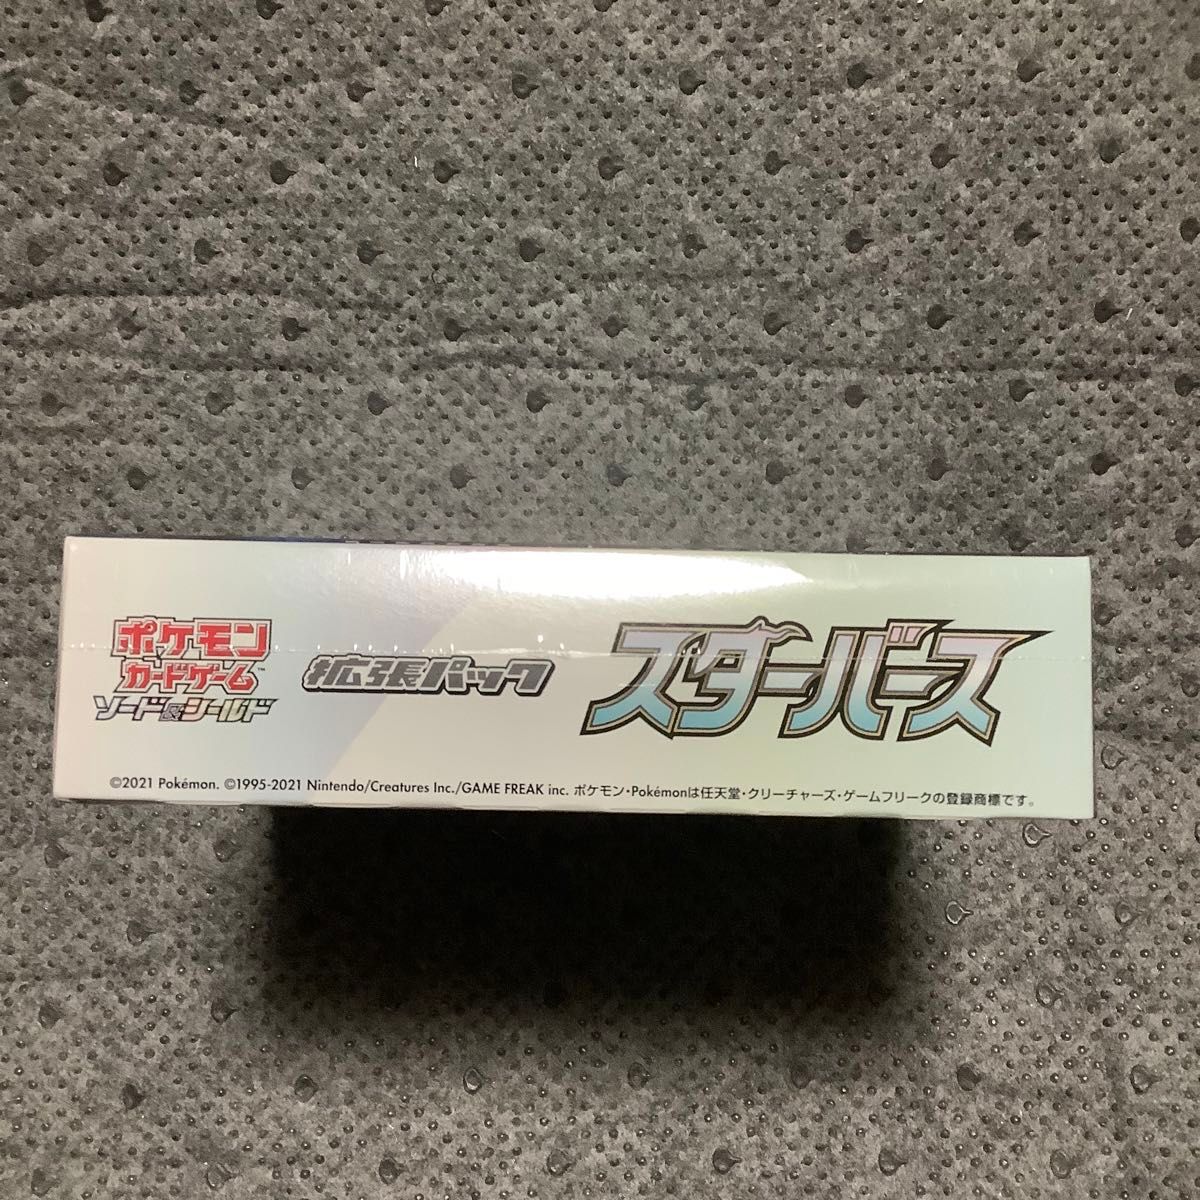 ポケモン
カードゲーム™
ソード&シールド
拡張パック
スターバース
©2021 Pokémon. ©1995-2021 Nintendo/Creatures Inc./GAME FREAK inc. ポケモン・Pokémonは任天堂・クリーチャーズ・ゲームフリークの登録商標です。